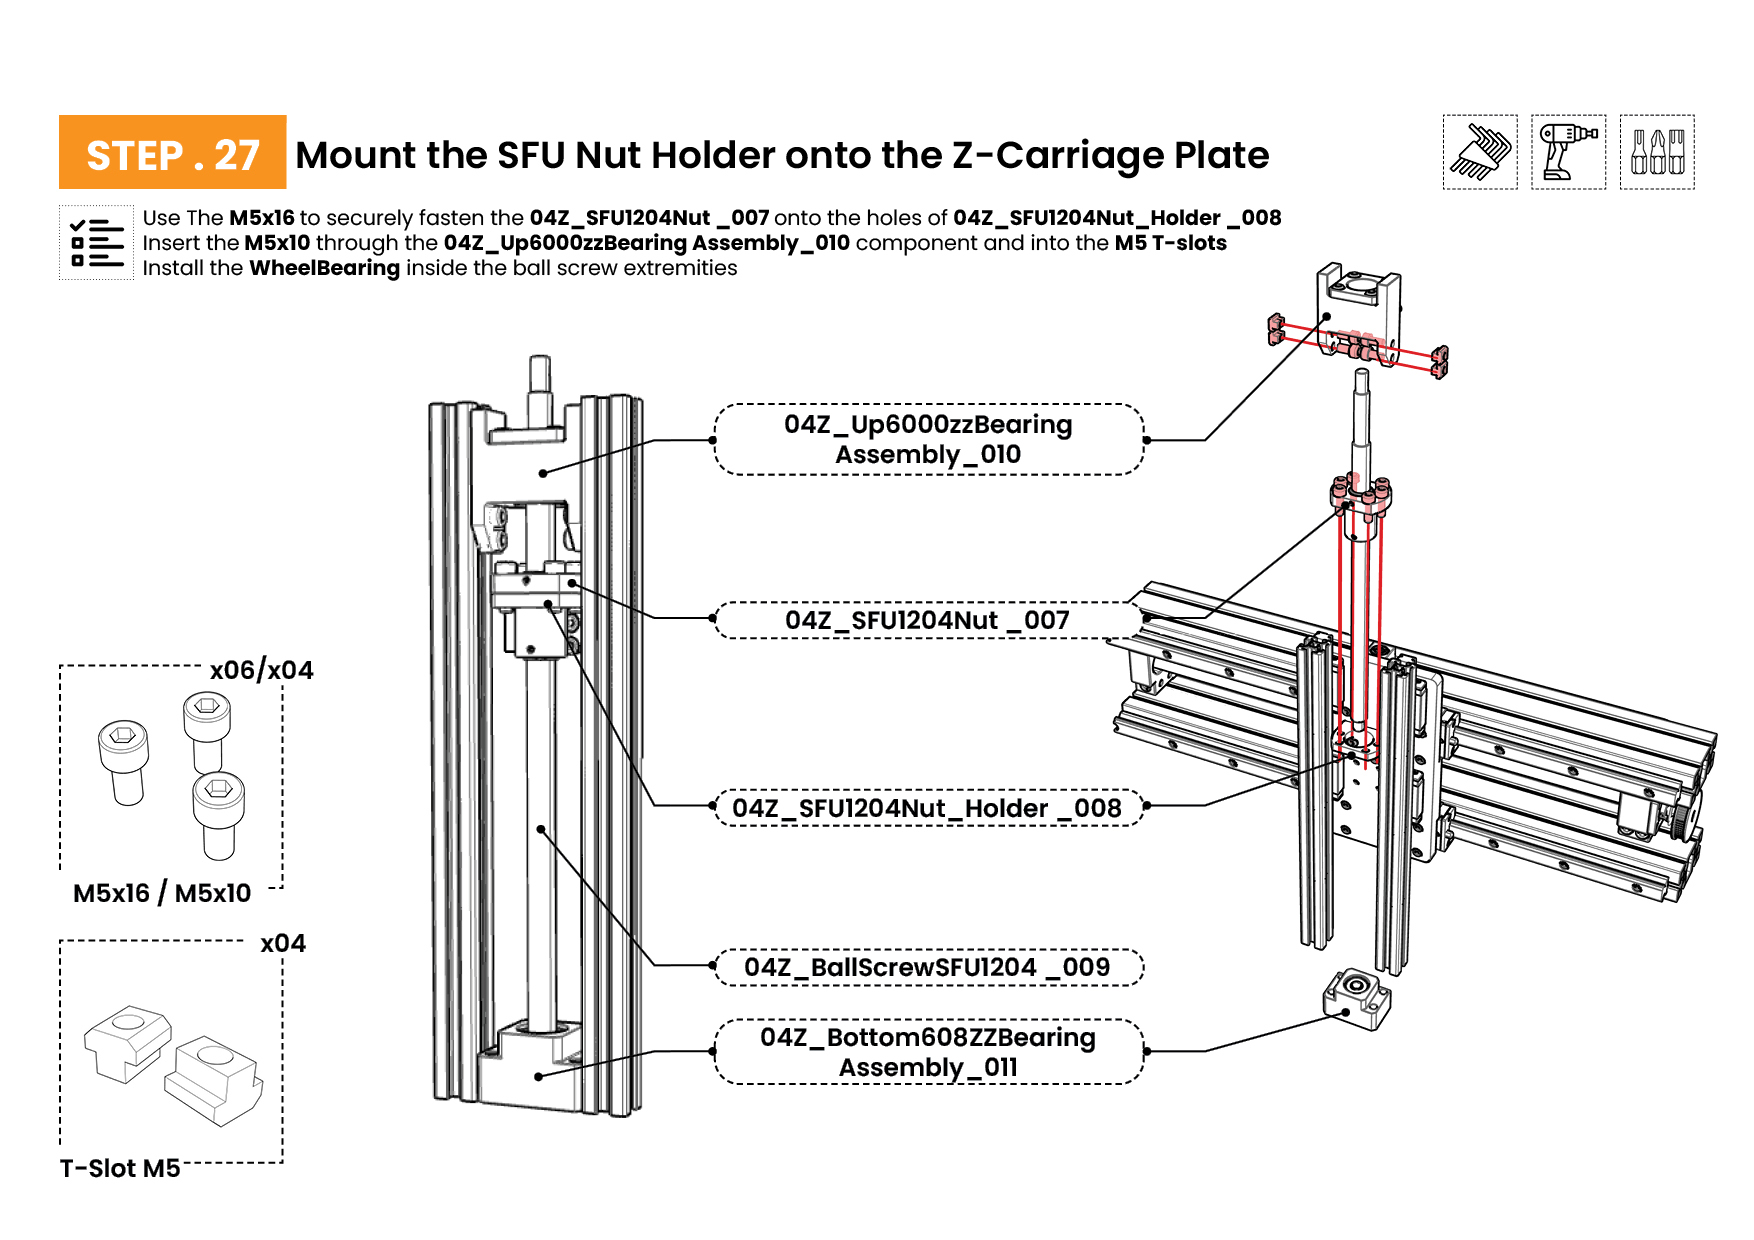 STEP . 27
Mount the SFU Nut Holder onto the Z-Carriage Plate
Use The M5x16 to securely fasten the 04Z_SFU1204Nut _007 onto the holes of 04Z_SFU1204Nut_Holder _008
Insert the M5x10 through the 04Z_Up6000zzBearing Assembly_010 component and into the M5 T-slots
Install the WheelBearing inside the ball screw extremities
04Z_Up6000zzBearing
Assembly_010
04Z_SFU1204Nut _007
04Z_SFU1204Nut_Holder _008
04Z_BallScrewSFU1204 _009
04Z_Bottom608ZZBearing
Assembly_011
x06/x04
M5x16 / M5x10
x04
T-Slot M5